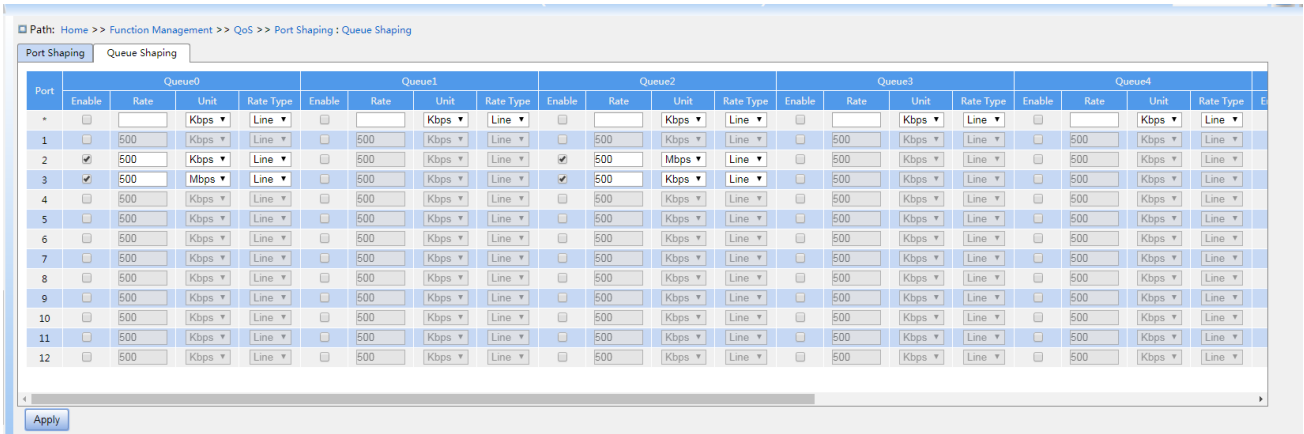 Path: Home >> Function Management >> QoS >> Port Shaping : Queue Shaping
Port Shaping Queue Shaping
Port Queue0 Queue1 Queue2 Queue3 Queue4
Enable Rate Unit Rate Type Enable Rate Unit Rate Type Enable Rate Unit Rate Type Enable Rate Unit Rate Type Enable Rate Unit Rate Type
* Kbps Line Kbps Line Kbps Line Kbps Line Kbps Line
1 500 Kbps Line 500 Kbps Line 500 Kbps Line 500 Kbps Line 500 Kbps Line
2 500 Kbps Line 500 Kbps Line 500 Mbps Line 500 Kbps Line 500 Kbps Line
3 500 Mbps Line 500 Kbps Line 500 Kbps Line 500 Kbps Line 500 Kbps Line
4 500 Kbps Line 500 Kbps Line 500 Kbps Line 500 Kbps Line 500 Kbps Line
5 500 Kbps Line 500 Kbps Line 500 Kbps Line 500 Kbps Line 500 Kbps Line
6 500 Kbps Line 500 Kbps Line 500 Kbps Line 500 Kbps Line 500 Kbps Line
7 500 Kbps Line 500 Kbps Line 500 Kbps Line 500 Kbps Line 500 Kbps Line
8 500 Kbps Line 500 Kbps Line 500 Kbps Line 500 Kbps Line 500 Kbps Line
9 500 Kbps Line 500 Kbps Line 500 Kbps Line 500 Kbps Line 500 Kbps Line
10 500 Kbps Line 500 Kbps Line 500 Kbps Line 500 Kbps Line 500 Kbps Line
11 500 Kbps Line 500 Kbps Line 500 Kbps Line 500 Kbps Line 500 Kbps Line
12 500 Kbps Line 500 Kbps Line 500 Kbps Line 500 Kbps Line 500 Kbps Line
Apply